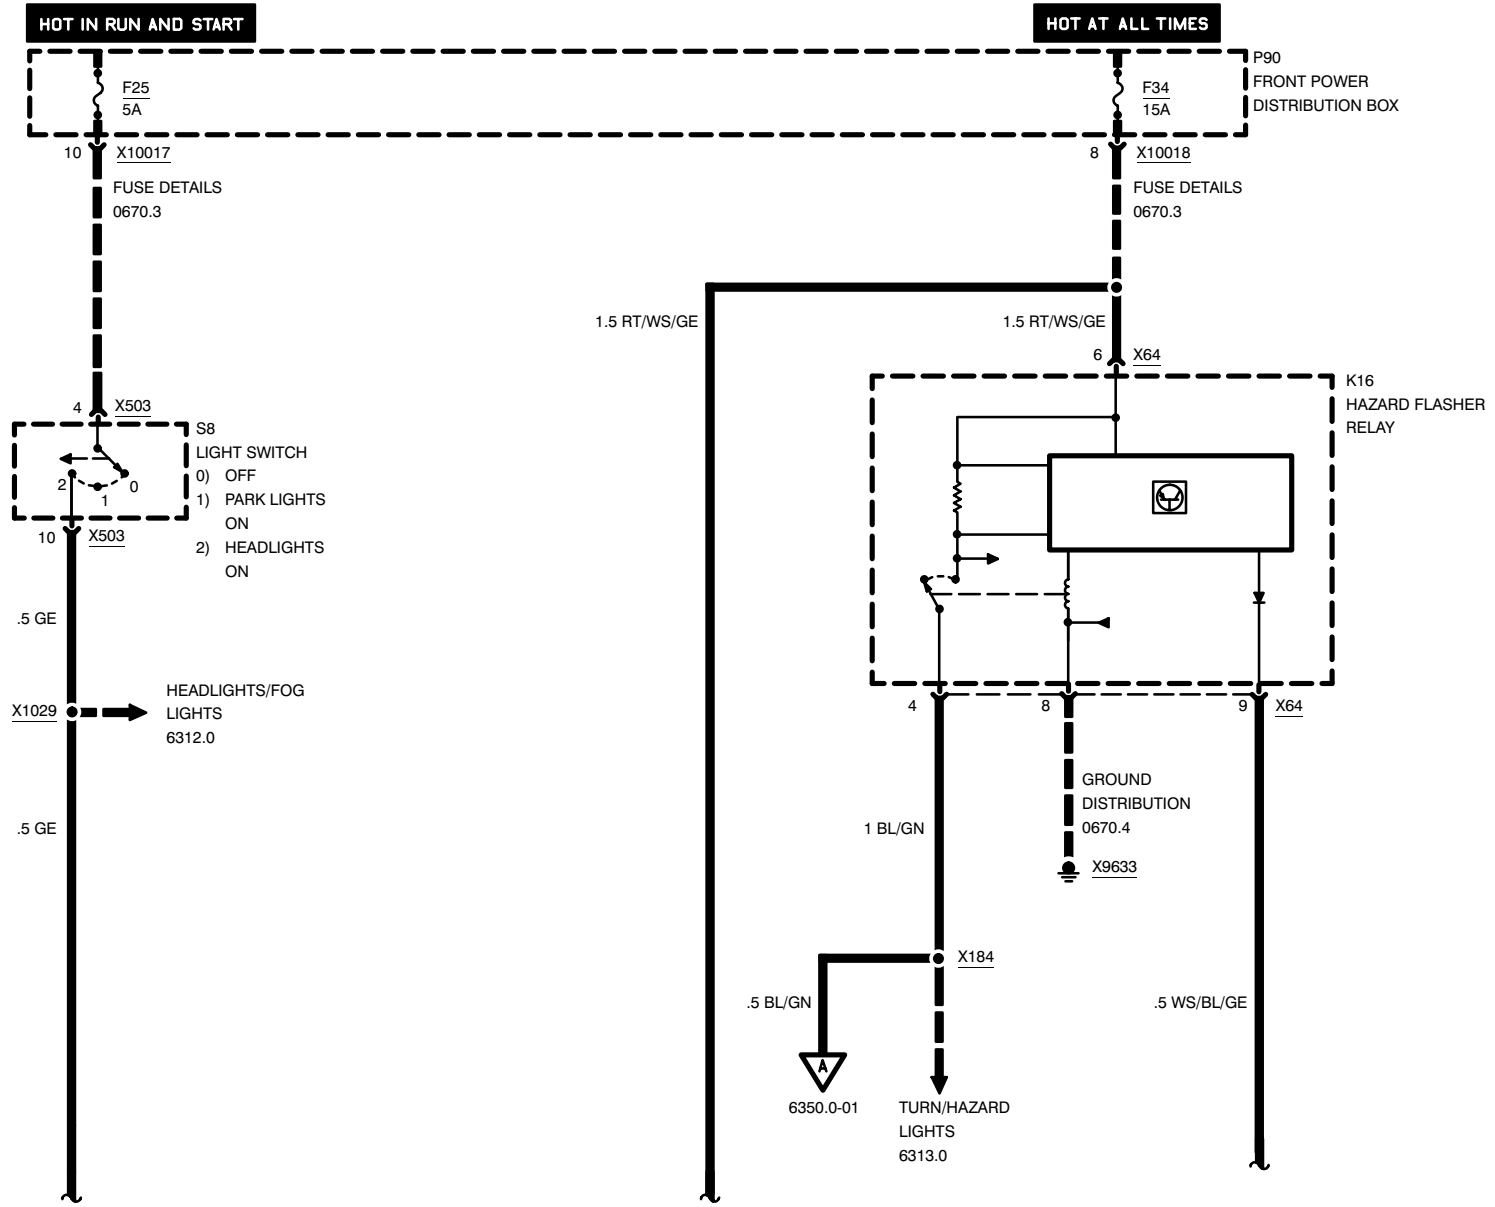 HOT IN RUN AND START
HOT AT ALL TIMES
P90
FRONT POWER
DISTRIBUTION BOX
F25
5A
F34
15A
10
X10017
8
X10018
FUSE DETAILS
0670.3
FUSE DETAILS
0670.3
1.5 RT/WS/GE
1.5 RT/WS/GE
6
X64
K16
HAZARD FLASHER
RELAY
4
X503
S8
LIGHT SWITCH
0) OFF
1) PARK LIGHTS
ON
2) HEADLIGHTS
ON
2
1
0
10
X503
.5 GE
X1029
HEADLIGHTS/FOG
LIGHTS
6312.0
.5 GE
4
8
9
X64
GROUND
DISTRIBUTION
0670.4
X9633
1 BL/GN
X184
.5 BL/GN
.5 WS/BL/GE
A
6350.0-01
TURN/HAZARD
LIGHTS
6313.0